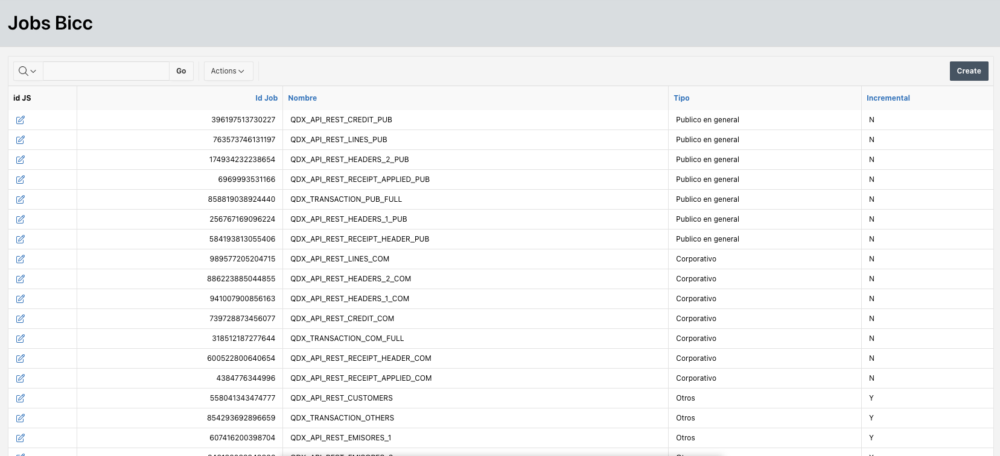 Jobs Bicc
Go Actions Create
id JS Id Job Nombre Tipo Incremental
396197513730227 QDX_API_REST_CREDIT_PUB Publico en general N
763573746131197 QDX_API_REST_LINES_PUB Publico en general N
174934232238654 QDX_API_REST_HEADERS_2_PUB Publico en general N
6969993531166 QDX_API_REST_RECEIPT_APPLIED_PUB Publico en general N
858819038924440 QDX_TRANSACTION_PUB_FULL Publico en general N
256767169096224 QDX_API_REST_HEADERS_1_PUB Publico en general N
584193813055406 QDX_API_REST_RECEIPT_HEADER_PUB Publico en general N
989577205204715 QDX_API_REST_LINES_COM Corporativo N
886223885044855 QDX_API_REST_HEADERS_2_COM Corporativo N
941007900856163 QDX_API_REST_HEADERS_1_COM Corporativo N
739728873456077 QDX_API_REST_CREDIT_COM Corporativo N
318512187277644 QDX_TRANSACTION_COM_FULL Corporativo N
600522800640654 QDX_API_REST_RECEIPT_HEADER_COM Corporativo N
4384776344996 QDX_API_REST_RECEIPT_APPLIED_COM Corporativo N
558041343474777 QDX_API_REST_CUSTOMERS Otros Y
854293692896659 QDX_TRANSACTION_OTHERS Otros Y
607416200398704 QDX_API_REST_EMISORES_1 Otros Y